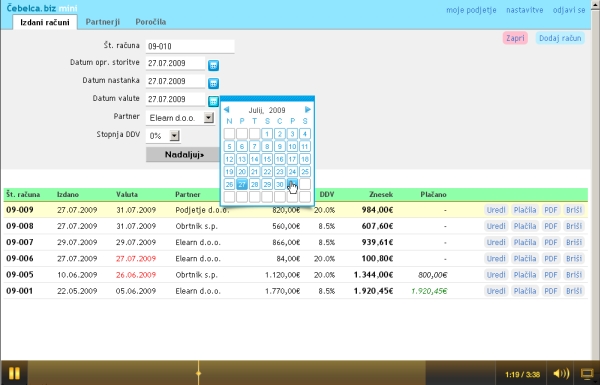 Čebelca.biz mini
moje podjetje nastavitve odjavi se
Izdani računi Partnerji Poročila
Zapri Dodaj račun
Št. računa 09-010
Datum opr. storitve 27.07.2009
Datum nastanka 27.07.2009
Datum valute 27.07.2009
Partner Elearn d.o.o.
Stopnja DDV 0%
Nadaljuj»
Julij, 2009
N P T S Č P S
1 2 3 4
5 6 7 8 9 10 11
12 13 14 15 16 17 18
19 20 21 22 23 24 25
26 27 28 29 30
Št. računa Izdano Valuta Partner DDV Znesek Plačano
09-009 27.07.2009 31.07.2009 Podjetje d.o.o. 820,00€ 20.0% 984,00€ - Uredi Plačila PDF Briši
09-008 27.07.2009 31.07.2009 Obrtnik s.p. 560,00€ 8.5% 607,60€ - Uredi Plačila PDF Briši
09-007 29.07.2009 29.07.2009 Elearn d.o.o. 866,00€ 8.5% 939,61€ - Uredi Plačila PDF Briši
09-006 27.07.2009 27.07.2009 Elearn d.o.o. 84,00€ 20.0% 100,80€ - Uredi Plačila PDF Briši
09-005 10.06.2009 26.06.2009 Obrtnik s.p. 1.120,00€ 20.0% 1.344,00€ 800,00€ Uredi Plačila PDF Briši
09-001 22.05.2009 05.06.2009 Elearn d.o.o. 1.770,00€ 8.5% 1.920,45€ 1.920,45€ Uredi Plačila PDF Briši
1:19 / 3:38